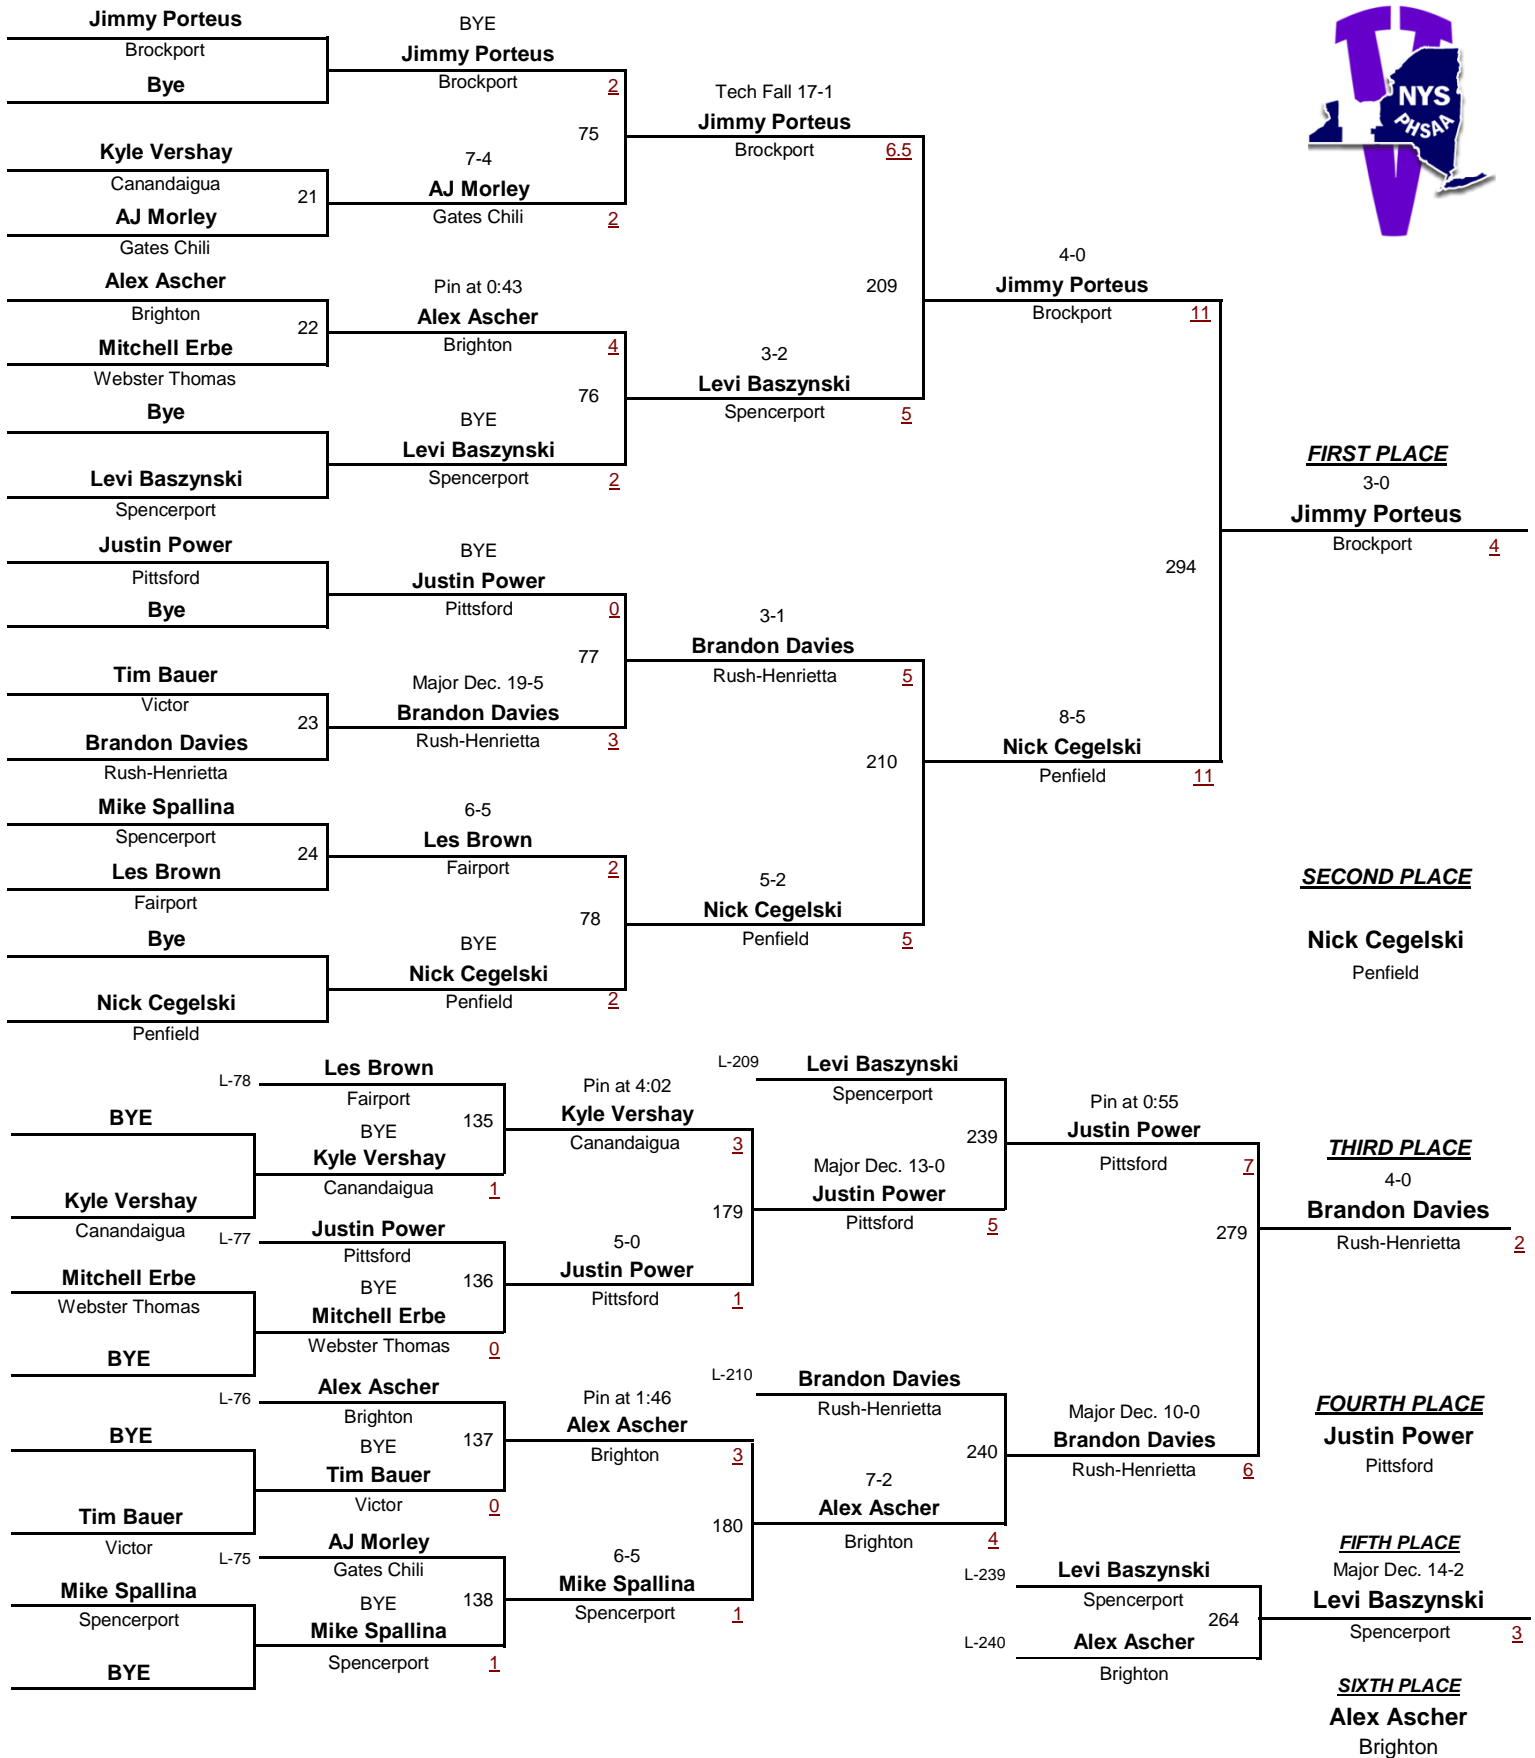 Jimmy Porteus
Brockport
Bye
Kyle Vershay
Canandaigua
21
AJ Morley
Gates Chili
Alex Ascher
Brighton
22
Mitchell Erbe
Webster Thomas
Bye
Levi Baszynski
Spencerport
Justin Power
Pittsford
Bye
Tim Bauer
Victor
23
Brandon Davies
Rush-Henrietta
Mike Spallina
Spencerport
24
Les Brown
Fairport
Bye
Nick Cegelski
Penfield
BYE
Jimmy Porteus
Brockport 2
75
7-4
AJ Morley
Gates Chili 2
Pin at 0:43
Alex Ascher
Brighton 4
76
BYE
Levi Baszynski
Spencerport 2
BYE
Justin Power
Pittsford 0
77
Major Dec. 19-5
Brandon Davies
Rush-Henrietta 3
6-5
Les Brown
Fairport 2
78
BYE
Nick Cegelski
Penfield 2
Tech Fall 17-1
Jimmy Porteus
Brockport 6.5
209
3-2
Levi Baszynski
Spencerport 5
3-1
Brandon Davies
Rush-Henrietta 5
210
5-2
Nick Cegelski
Penfield 5
4-0
Jimmy Porteus
Brockport 11
294
8-5
Nick Cegelski
Penfield 11
NYS
PHSAA
FIRST PLACE
3-0
Jimmy Porteus
Brockport 4
SECOND PLACE
Nick Cegelski
Penfield
BYE
Kyle Vershay
Canandaigua
Mitchell Erbe
Webster Thomas
BYE
BYE
Tim Bauer
Victor
Mike Spallina
Spencerport
BYE
L-78
Les Brown
Fairport
135
BYE
Kyle Vershay
Canandaigua 1
L-77
Justin Power
Pittsford
136
BYE
Mitchell Erbe
Webster Thomas 0
L-76
Alex Ascher
Brighton
137
BYE
Tim Bauer
Victor 0
L-75
AJ Morley
Gates Chili
138
BYE
Mike Spallina
Spencerport 1
Pin at 4:02
Kyle Vershay
Canandaigua 3
179
5-0
Justin Power
Pittsford 1
Pin at 1:46
Alex Ascher
Brighton 3
180
6-5
Mike Spallina
Spencerport 1
L-209
Levi Baszynski
Spencerport
239
Major Dec. 13-0
Justin Power
Pittsford 5
L-210
Brandon Davies
Rush-Henrietta
240
7-2
Alex Ascher
Brighton 4
Pin at 0:55
Justin Power
Pittsford 7
279
Major Dec. 10-0
Brandon Davies
Rush-Henrietta 6
L-239
Levi Baszynski
Spencerport
264
L-240
Alex Ascher
Brighton
THIRD PLACE
4-0
Brandon Davies
Rush-Henrietta 2
FOURTH PLACE
Justin Power
Pittsford
FIFTH PLACE
Major Dec. 14-2
Levi Baszynski
Spencerport 3
SIXTH PLACE
Alex Ascher
Brighton